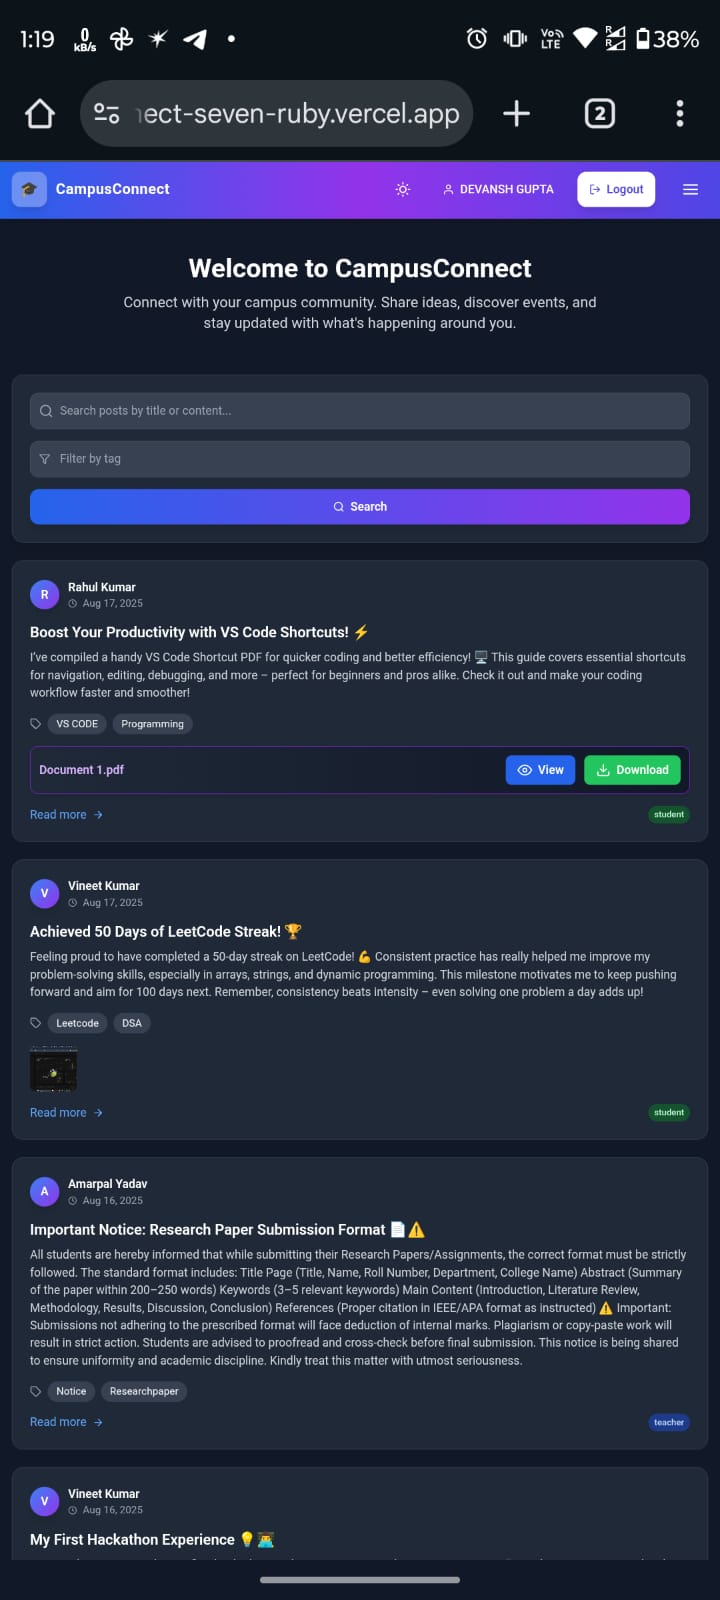 1:19
0
kB/s
Vo
LTE
R
R
38%
ect-seven-ruby.vercel.app
2
🎓 CampusConnect
DEVANSH GUPTA
Logout
Welcome to CampusConnect
Connect with your campus community. Share ideas, discover events, and
stay updated with what's happening around you.
Search posts by title or content...
Filter by tag
Search
R
Rahul Kumar
Aug 17, 2025
Boost Your Productivity with VS Code Shortcuts! ⚡
I've compiled a handy VS Code Shortcut PDF for quicker coding and better efficiency! 🖥️ This guide covers essential shortcuts
for navigation, editing, debugging, and more – perfect for beginners and pros alike. Check it out and make your coding
workflow faster and smoother!
VS CODE Programming
Document 1.pdf
View
Download
Read more →
student
V
Vineet Kumar
Aug 17, 2025
Achieved 50 Days of LeetCode Streak! 🏆
Feeling proud to have completed a 50-day streak on LeetCode! 💪 Consistent practice has really helped me improve my
problem-solving skills, especially in arrays, strings, and dynamic programming. This milestone motivates me to keep pushing
forward and aim for 100 days next. Remember, consistency beats intensity – even solving one problem a day adds up!
Leetcode DSA
Read more →
student
A
Amarpal Yadav
Aug 16, 2025
Important Notice: Research Paper Submission Format 📄⚠️
All students are hereby informed that while submitting their Research Papers/Assignments, the correct format must be strictly
followed. The standard format includes: Title Page (Title, Name, Roll Number, Department, College Name) Abstract (Summary
of the paper within 200–250 words) Keywords (3–5 relevant keywords) Main Content (Introduction, Literature Review,
Methodology, Results, Discussion, Conclusion) References (Proper citation in IEEE/APA format as instructed) ⚠️ Important:
Submissions not adhering to the prescribed format will face deduction of internal marks. Plagiarism or copy-paste work will
result in strict action. Students are advised to proofread and cross-check before final submission. This notice is being shared
to ensure uniformity and academic discipline. Kindly treat this matter with utmost seriousness.
Notice Researchpaper
Read more →
teacher
V
Vineet Kumar
Aug 16, 2025
My First Hackathon Experience 💡👨‍💻